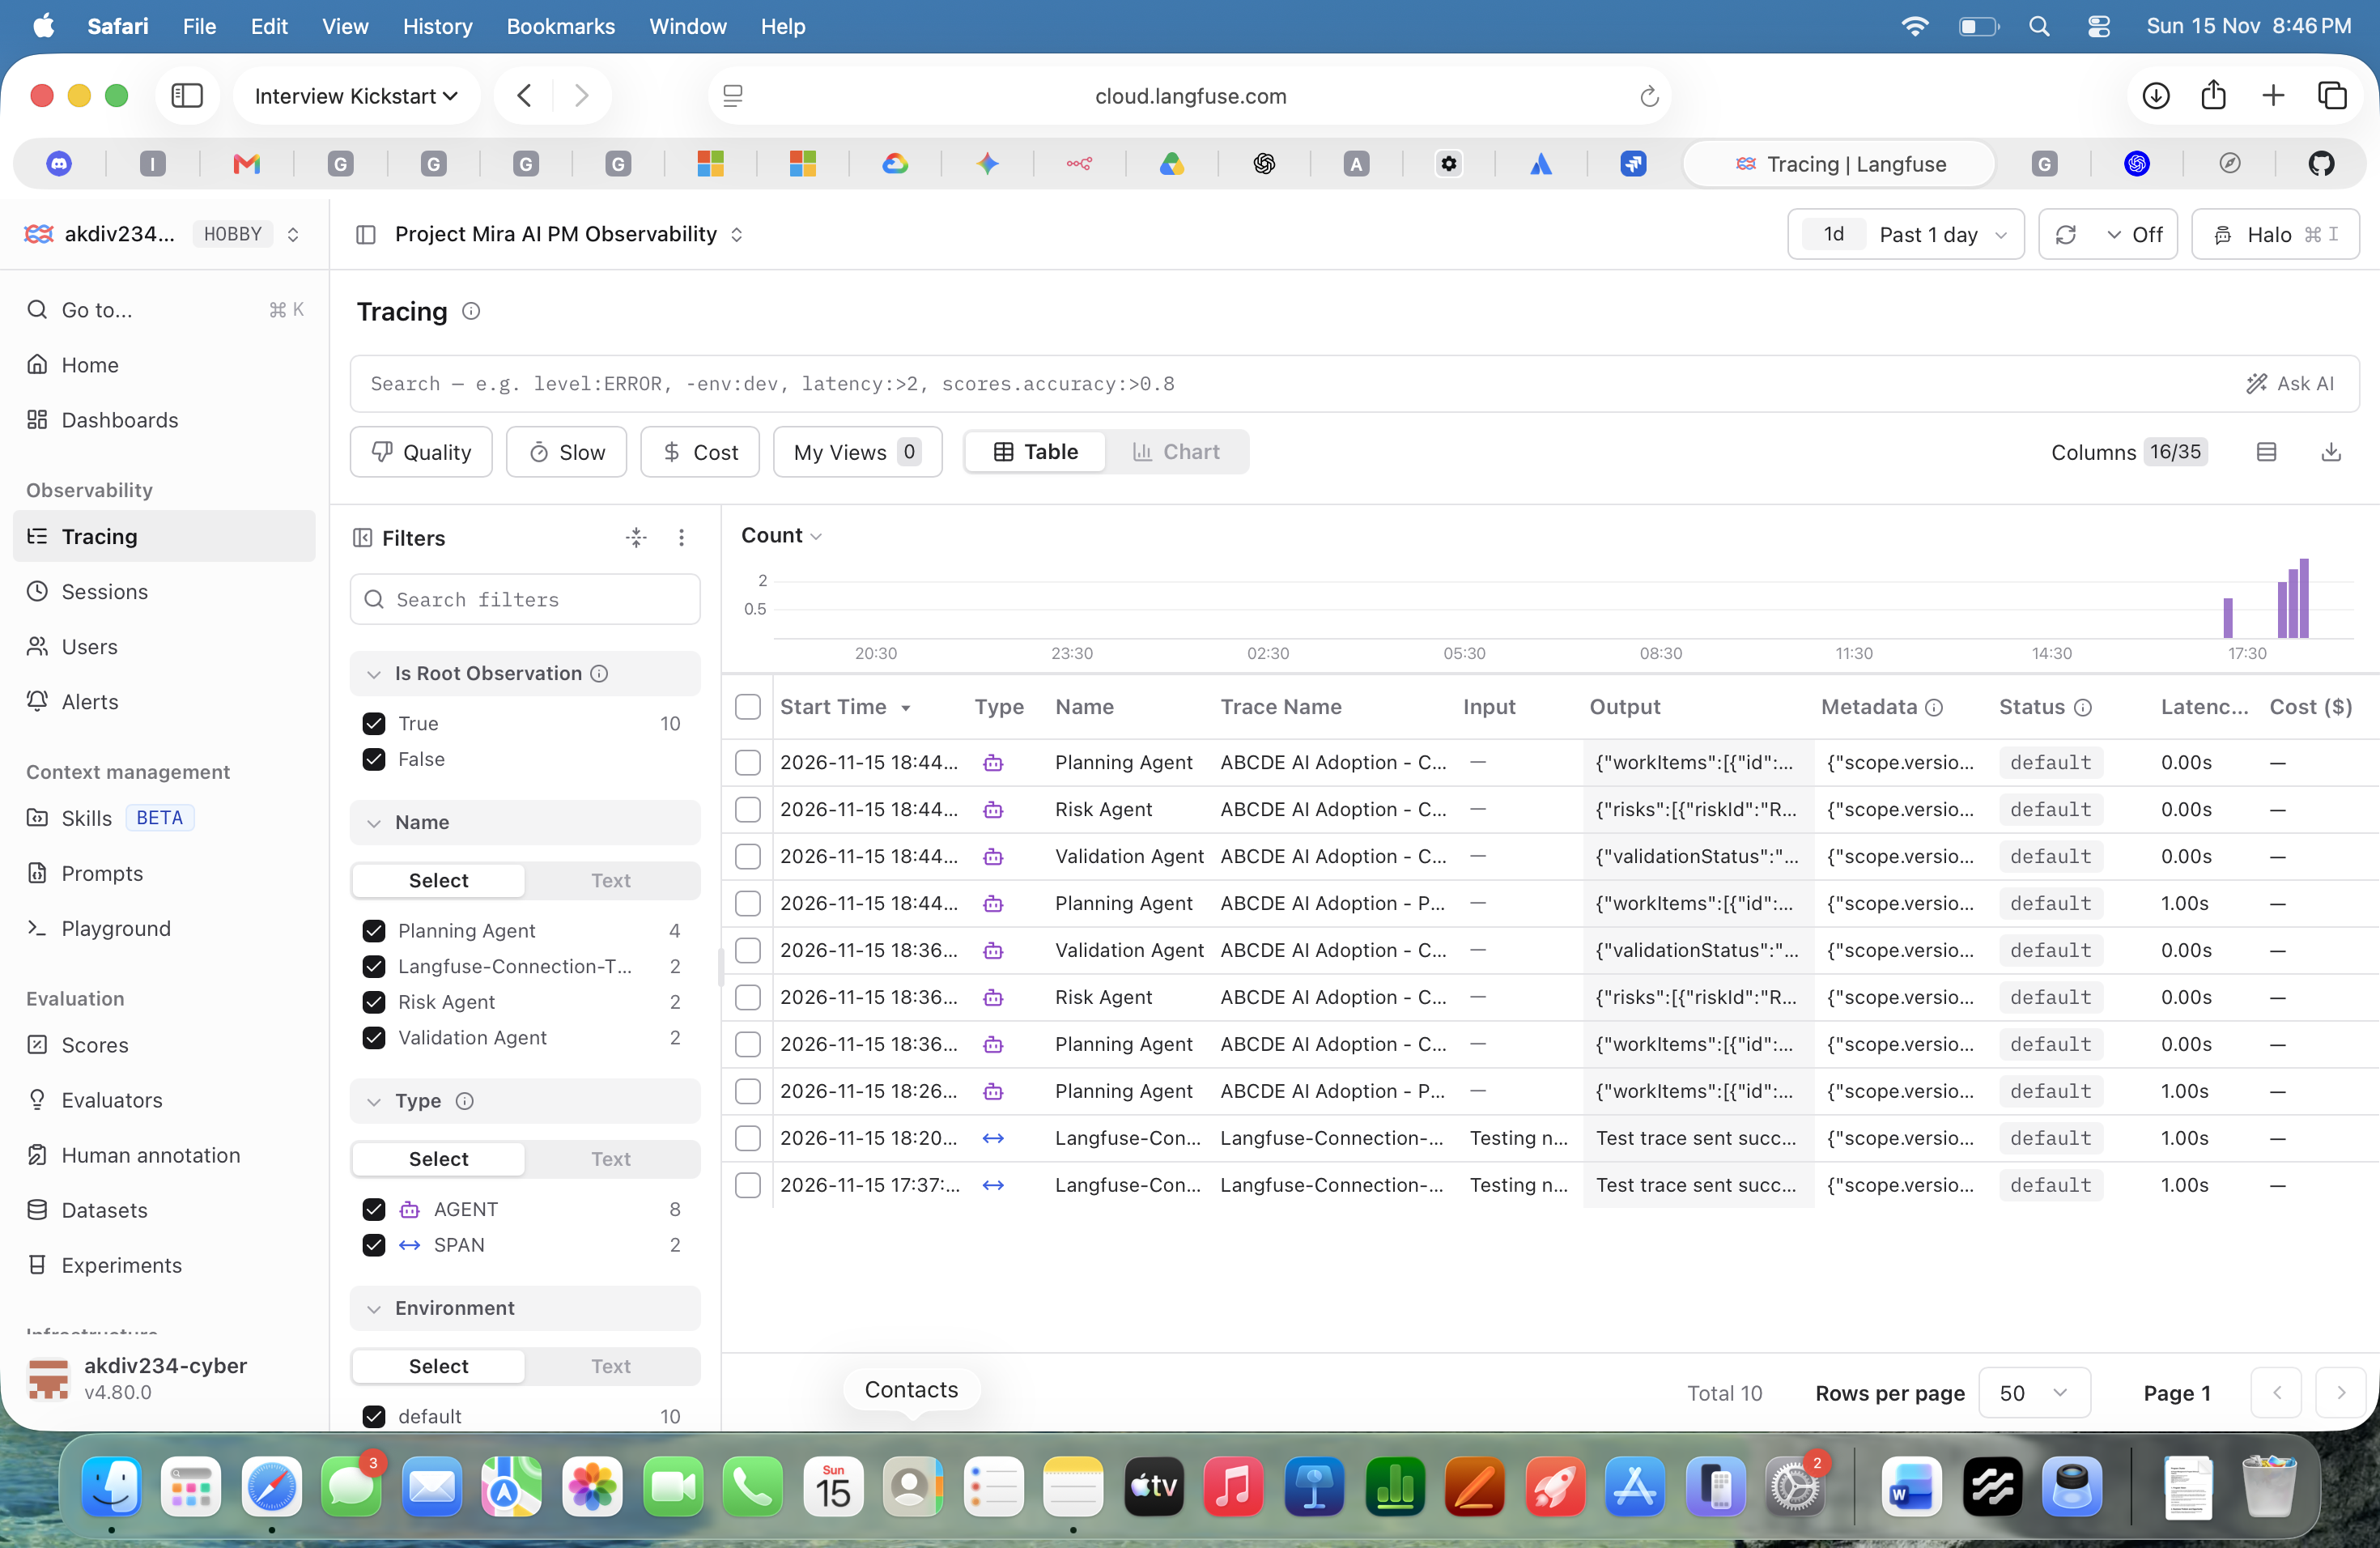 Safari File Edit View History Bookmarks Window Help Sun 15 Nov 8:46 PM
Interview Kickstart cloud.langfuse.com
I G G G G A Tracing | Langfuse G
akdiv234... HOBBY Project Mira AI PM Observability 1d Past 1 day Off Halo ⌘ I
Go to... ⌘ K
Home
Dashboards
Observability
Tracing
Sessions
Users
Alerts
Context management
Skills BETA
Prompts
Playground
Evaluation
Scores
Evaluators
Human annotation
Datasets
Experiments
Infrastructure
akdiv234-cyber
v4.80.0
Tracing
Search — e.g. level:ERROR, -env:dev, latency:>2, scores.accuracy:>0.8 Ask AI
Quality Slow Cost My Views 0 Table Chart Columns 16/35
Filters
Search filters
Is Root Observation
True 10
False
Name
Select Text
Planning Agent 4
Langfuse-Connection-T... 2
Risk Agent 2
Validation Agent 2
Type
Select Text
AGENT 8
SPAN 2
Environment
Select Text
default 10
Count
2
0.5
20:30 23:30 02:30 05:30 08:30 11:30 14:30 17:30
Start Time Type Name Trace Name Input Output Metadata Status Latenc... Cost ($)
2026-11-15 18:44... Planning Agent ABCDE AI Adoption - C... — {"workItems":[{"id":... {"scope.versio... default 0.00s —
2026-11-15 18:44... Risk Agent ABCDE AI Adoption - C... — {"risks":[{"riskId":"R... {"scope.versio... default 0.00s —
2026-11-15 18:44... Validation Agent ABCDE AI Adoption - C... — {"validationStatus":"... {"scope.versio... default 0.00s —
2026-11-15 18:44... Planning Agent ABCDE AI Adoption - P... — {"workItems":[{"id":... {"scope.versio... default 1.00s —
2026-11-15 18:36... Validation Agent ABCDE AI Adoption - C... — {"validationStatus":"... {"scope.versio... default 0.00s —
2026-11-15 18:36... Risk Agent ABCDE AI Adoption - C... — {"risks":[{"riskId":"R... {"scope.versio... default 0.00s —
2026-11-15 18:36... Planning Agent ABCDE AI Adoption - C... — {"workItems":[{"id":... {"scope.versio... default 0.00s —
2026-11-15 18:26... Planning Agent ABCDE AI Adoption - P... — {"workItems":[{"id":... {"scope.versio... default 1.00s —
2026-11-15 18:20... Langfuse-Con... Langfuse-Connection-... Testing n... Test trace sent succ... {"scope.versio... default 1.00s —
2026-11-15 17:37:... Langfuse-Con... Langfuse-Connection-... Testing n... Test trace sent succ... {"scope.versio... default 1.00s —
Total 10 Rows per page 50 Page 1
Contacts
3 Sun 15 tv 2 W